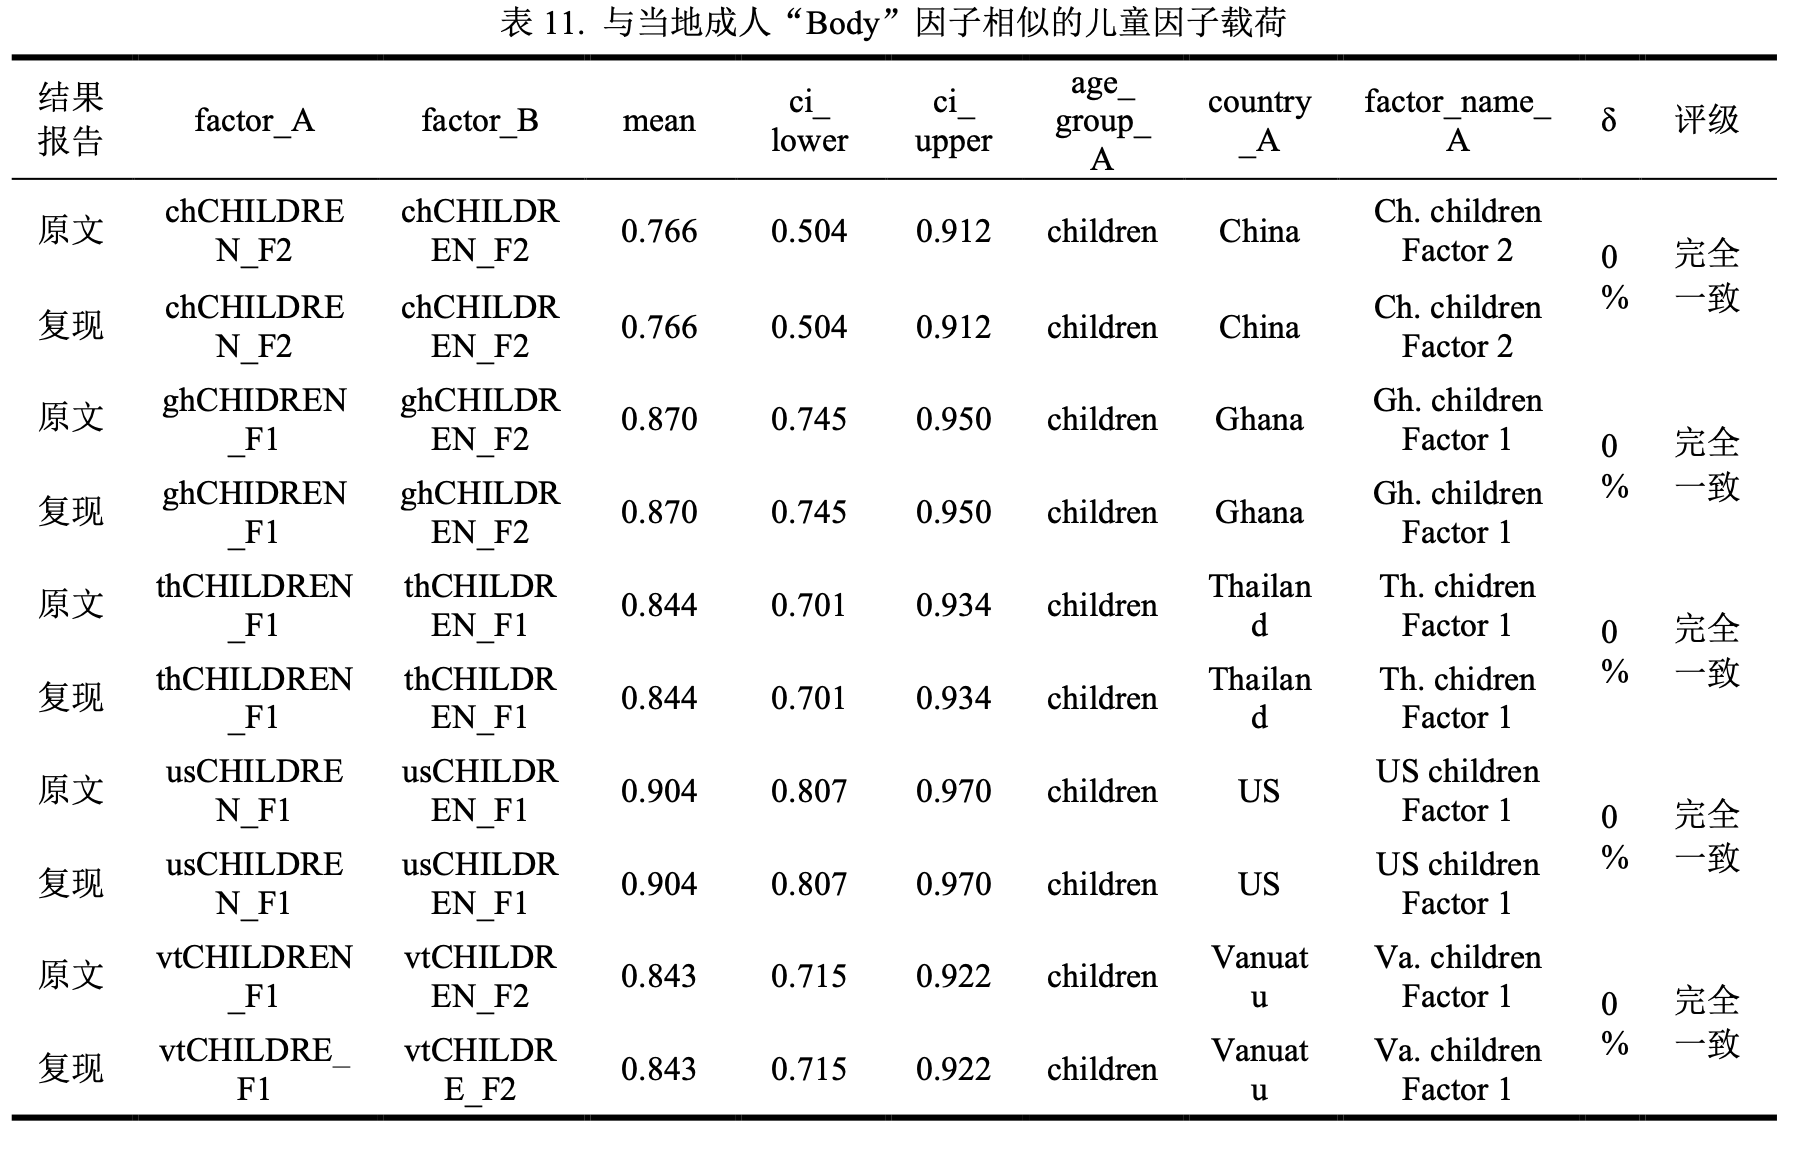 表 11. 与当地成人“Body”因子相似的儿童因子载荷
结果报告 factor_A factor_B mean ci_lower ci_upper age_group_A country_A factor_name_A δ 评级
原文 chCHILDREN_F2 chCHILDREN_F2 0.766 0.504 0.912 children China Ch. children Factor 2 0% 完全一致
复现 chCHILDREN_F2 chCHILDREN_F2 0.766 0.504 0.912 children China Ch. children Factor 2
原文 ghCHIDREN_F1 ghCHILDREN_F2 0.870 0.745 0.950 children Ghana Gh. children Factor 1 0% 完全一致
复现 ghCHIDREN_F1 ghCHILDREN_F2 0.870 0.745 0.950 children Ghana Gh. children Factor 1
原文 thCHILDREN_F1 thCHILDREN_F1 0.844 0.701 0.934 children Thailand Th. chidren Factor 1 0% 完全一致
复现 thCHILDREN_F1 thCHILDREN_F1 0.844 0.701 0.934 children Thailand Th. chidren Factor 1
原文 usCHILDREN_F1 usCHILDREN_F1 0.904 0.807 0.970 children US US children Factor 1 0% 完全一致
复现 usCHILDREN_F1 usCHILDREN_F1 0.904 0.807 0.970 children US US children Factor 1
原文 vtCHILDREN_F1 vtCHILDREN_F2 0.843 0.715 0.922 children Vanuatu Va. children Factor 1 0% 完全一致
复现 vtCHILDRE_F1 vtCHILDRE_F2 0.843 0.715 0.922 children Vanuatu Va. children Factor 1